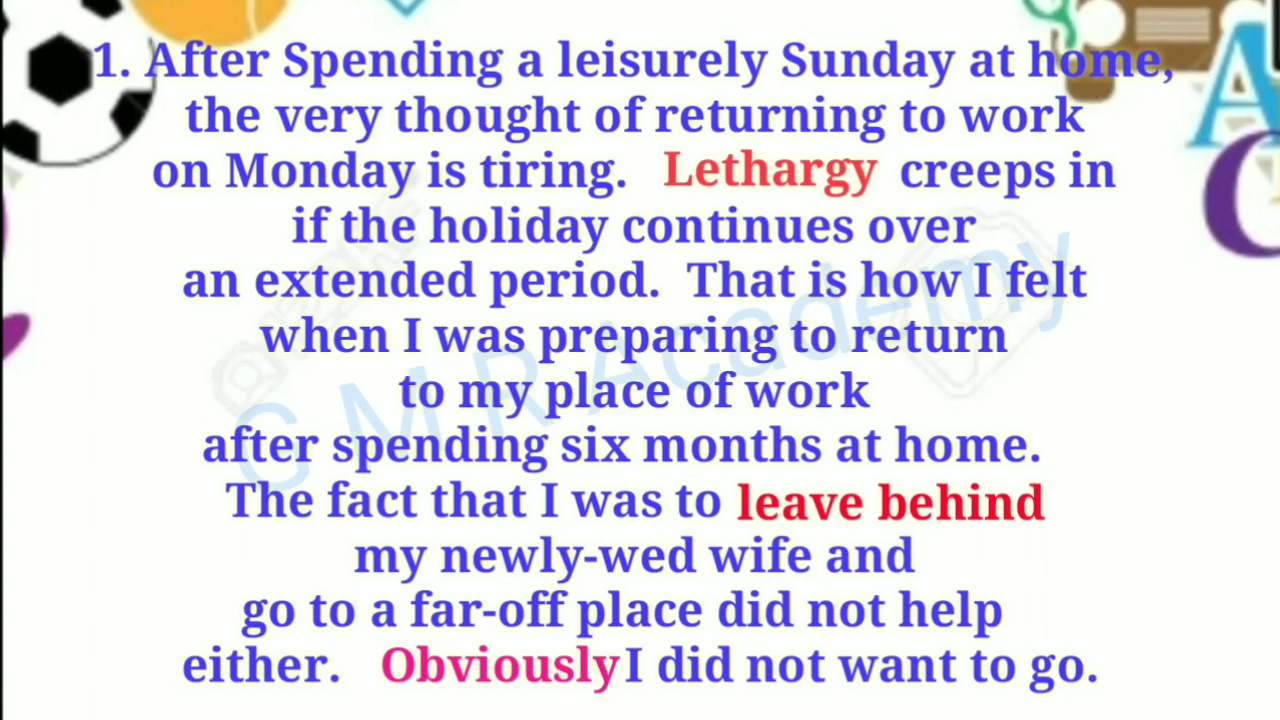 1. After Spending a leisurely Sunday at home,
the very thought of returning to work
on Monday is tiring. Lethargy creeps in
if the holiday continues over
an extended period. That is how I felt
when I was preparing to return
to my place of work
after spending six months at home.
The fact that I was to leave behind
my newly-wed wife and
go to a far-off place did not help
either. Obviously I did not want to go.
G M R Academy